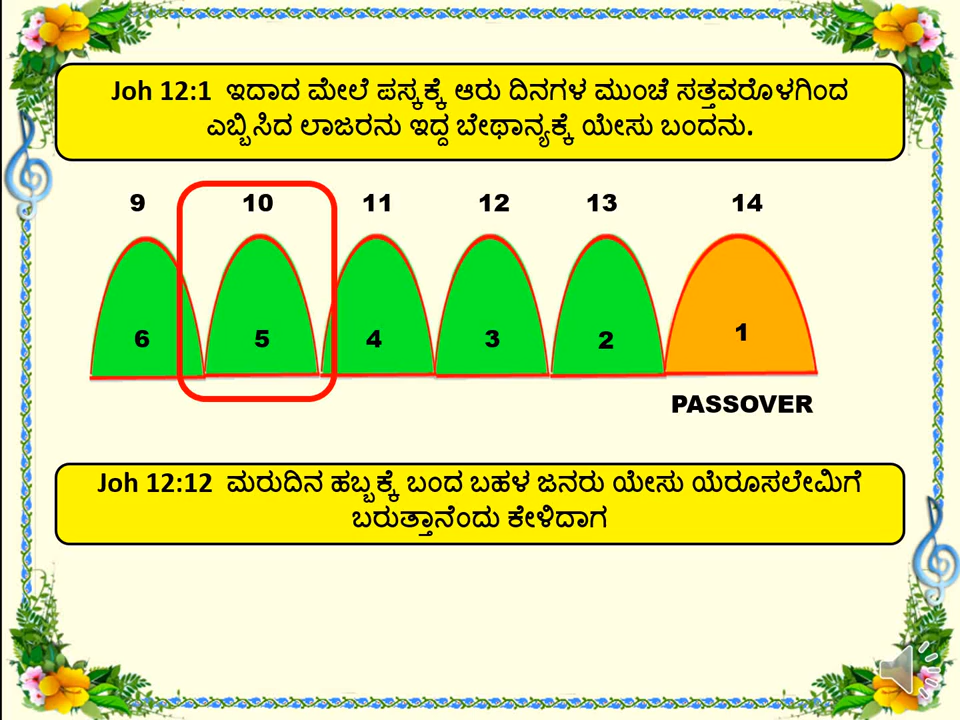 Joh 12:1 ಇದಾದ ಮೇಲೆ ಪಸ್ಕಕ್ಕೆ ಆರು ದಿನಗಳ ಮುಂಚೆ ಸತ್ತವರೊಳಗಿಂದ
ಎಬ್ಬಿಸಿದ ಲಾಜರನು ಇದ್ದ ಬೇಥಾನ್ಯಕ್ಕೆ ಯೇಸು ಬಂದನು.
9 10 11 12 13 14
6 5 4 3 2 1
PASSOVER
Joh 12:12 ಮರುದಿನ ಹಬ್ಬಕ್ಕೆ ಬಂದ ಬಹಳ ಜನರು ಯೇಸು ಯೆರೂಸಲೇಮಿಗೆ
ಬರುತ್ತಾನೆಂದು ಕೇಳಿದಾಗ